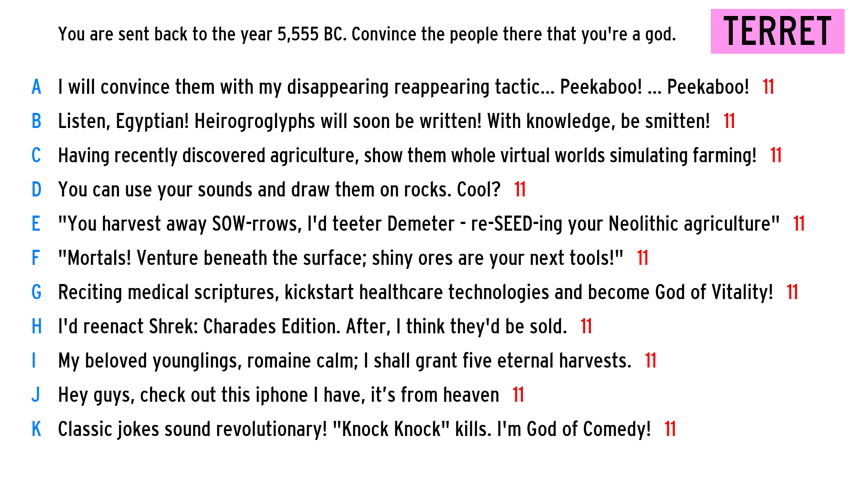 You are sent back to the year 5,555 BC. Convince the people there that you're a god.
TERRET
A I will convince them with my disappearing reappearing tactic... Peekaboo! ... Peekaboo! 11
B Listen, Egyptian! Heirogroglyphs will soon be written! With knowledge, be smitten! 11
C Having recently discovered agriculture, show them whole virtual worlds simulating farming! 11
D You can use your sounds and draw them on rocks. Cool? 11
E "You harvest away SOW-rrows, I'd teeter Demeter - re-SEED-ing your Neolithic agriculture" 11
F "Mortals! Venture beneath the surface; shiny ores are your next tools!" 11
G Reciting medical scriptures, kickstart healthcare technologies and become God of Vitality! 11
H I'd reenact Shrek: Charades Edition. After, I think they'd be sold. 11
I My beloved younglings, romaine calm; I shall grant five eternal harvests. 11
J Hey guys, check out this iphone I have, it’s from heaven 11
K Classic jokes sound revolutionary! "Knock Knock" kills. I'm God of Comedy! 11